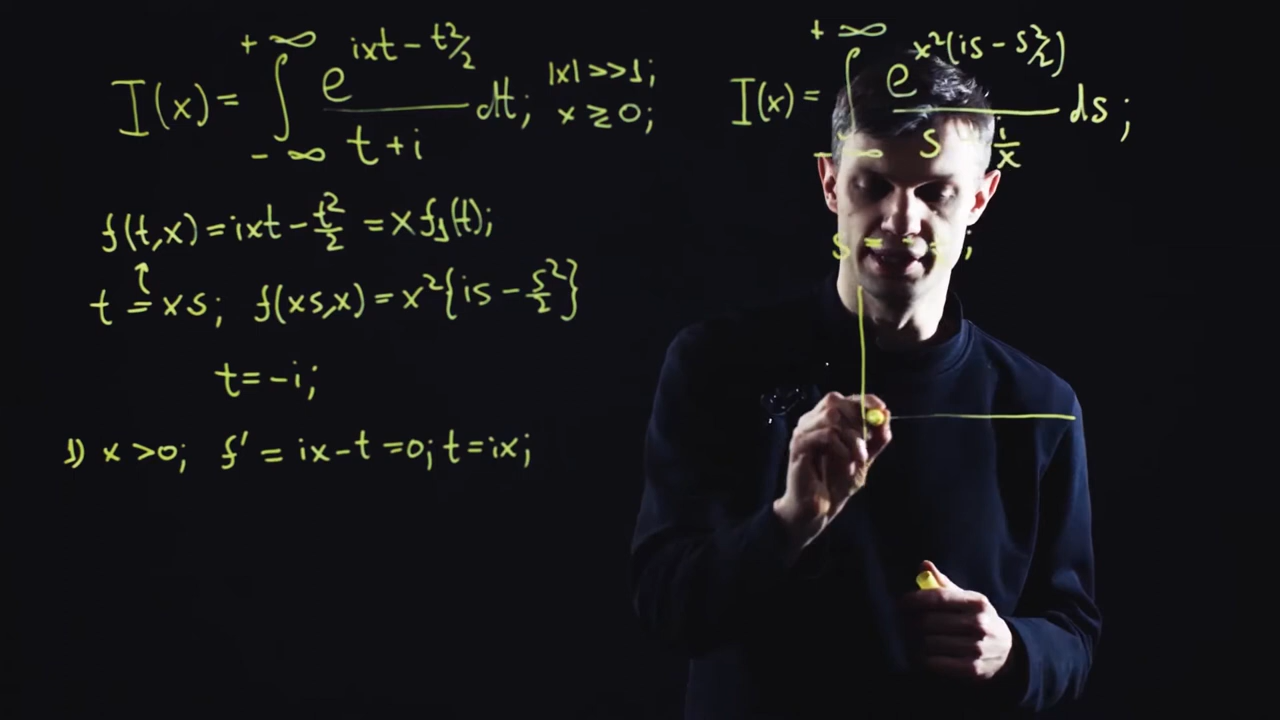 I(x) = ∫_{-∞}^{+∞} e^{ixt - t²/2} / (t+i) dt; |x| >> 1; x ≷ 0;
f(t,x) = ixt - t²/2 = x f₁(t);
t = xs; f(xs,x) = x²{is - s²/2}
t = -i;
1) x > 0; f' = ix - t = 0; t = ix;
I(x) = ∫_{-∞}^{+∞} e^{x²(is - s²/2)} / (s + i/x) ds;
s = - ;